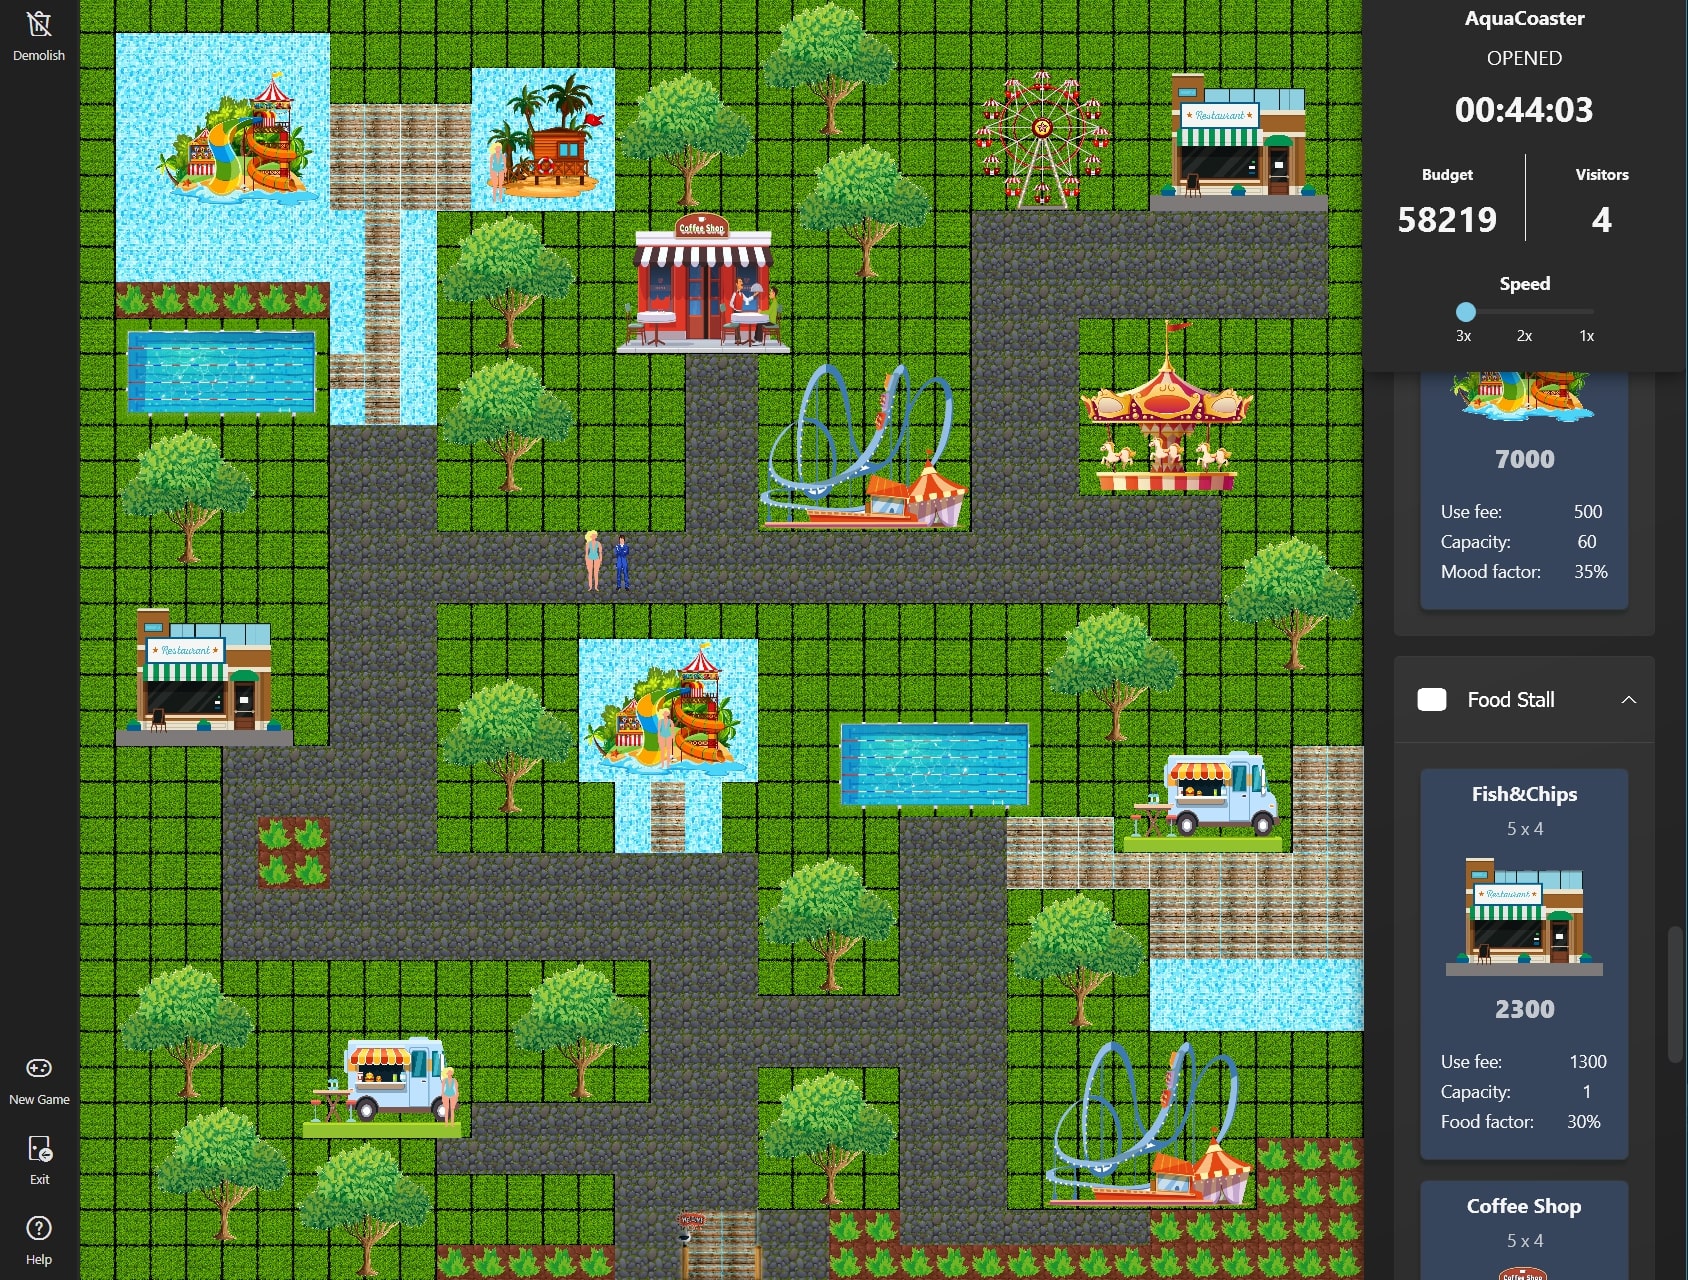 Demolish
New Game
Exit
Help
Restaurant
Coffee Shop
Restaurant
AquaCoaster
OPENED
00:44:03
Budget
Visitors
58219
4
Speed
3x
2x
1x
7000
Use fee: 500
Capacity: 60
Mood factor: 35%
Food Stall
Fish&Chips
5 x 4
Restaurant
2300
Use fee: 1300
Capacity: 1
Food factor: 30%
Coffee Shop
5 x 4
Coffee Shop